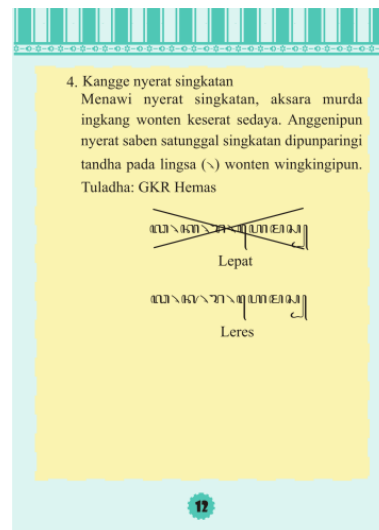 4. Kangge nyerat singkatan
Menawi nyerat singkatan, aksara murda
ingkang wonten keserat sedaya. Anggenipun
nyerat saben satunggal singkatan dipunparingi
tandha pada lingsa (꧈) wonten wingkingipun.
Tuladha: GKR Hemas
Lepat
Leres
12